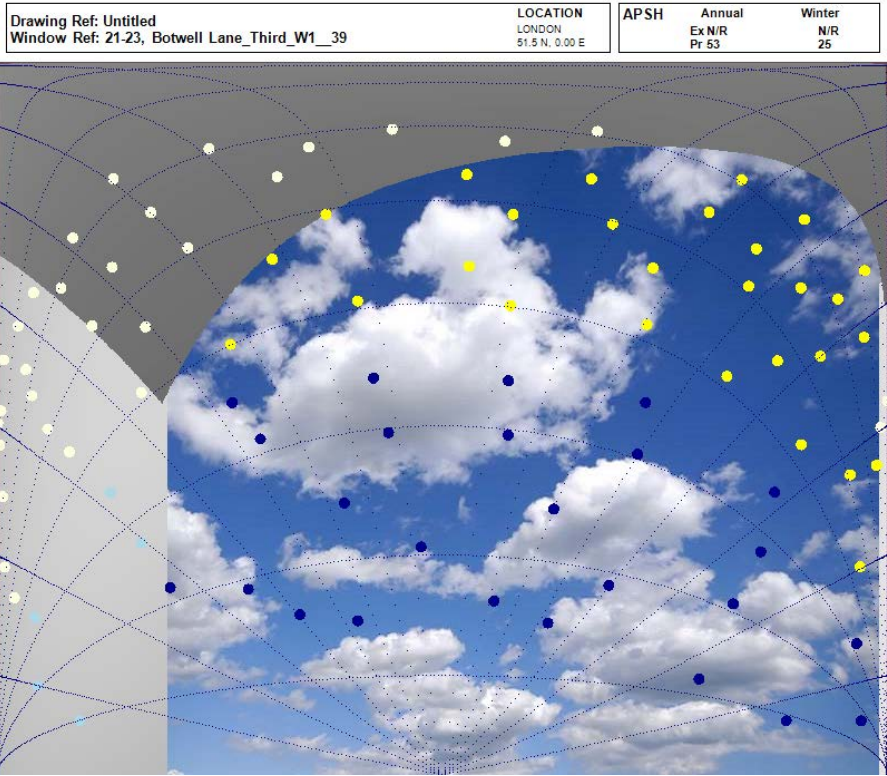 Drawing Ref: Untitled
Window Ref: 21-23, Botwell Lane_Third_W1__39
LOCATION
LONDON
51.5 N, 0.00 E
APSH Annual Winter
Ex N/R N/R
Pr 53 25